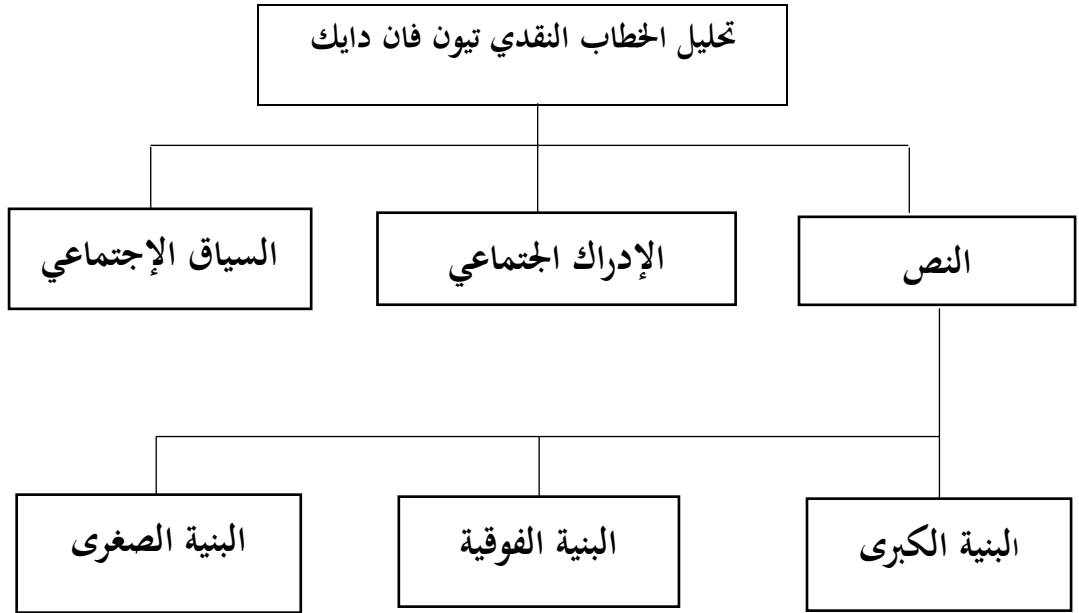 تحليل الخطاب النقدي تيون فان دايك
النص
الإدراك الجتماعي
السياق الإجتماعي
البنية الكبرى
البنية الفوقية
البنية الصغرى